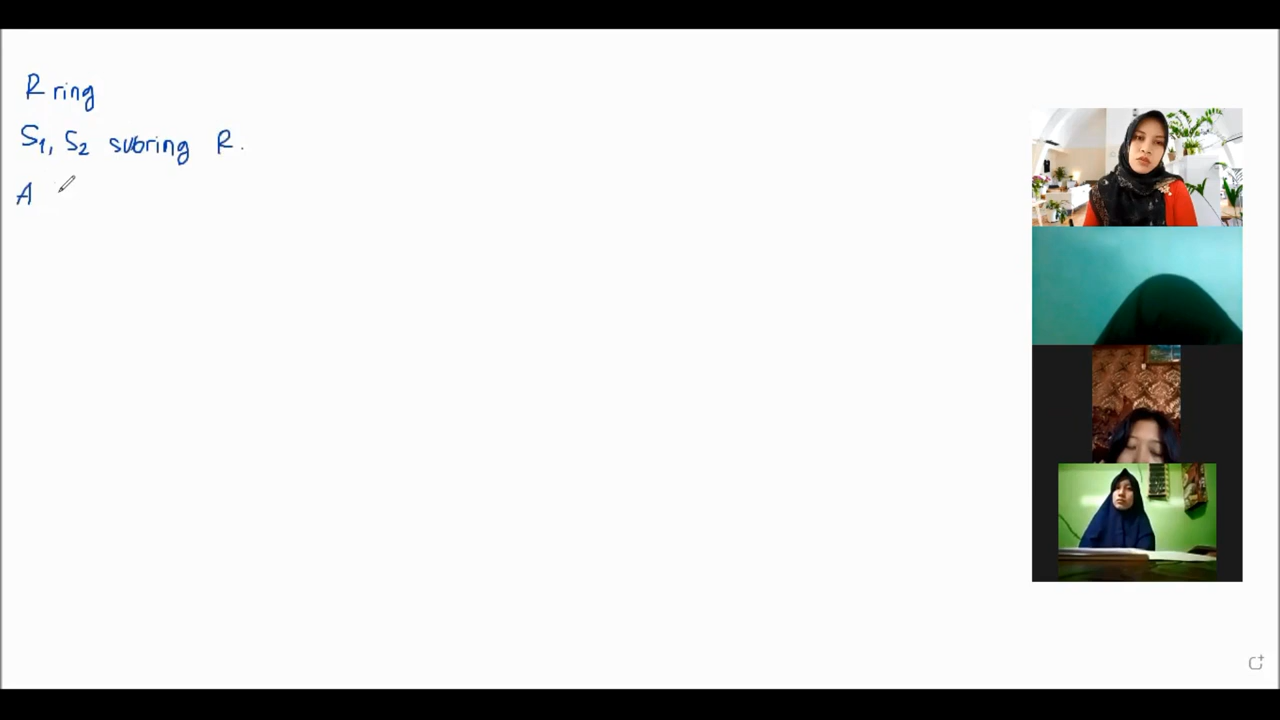 R ring
S₁, S₂ subring R.
A